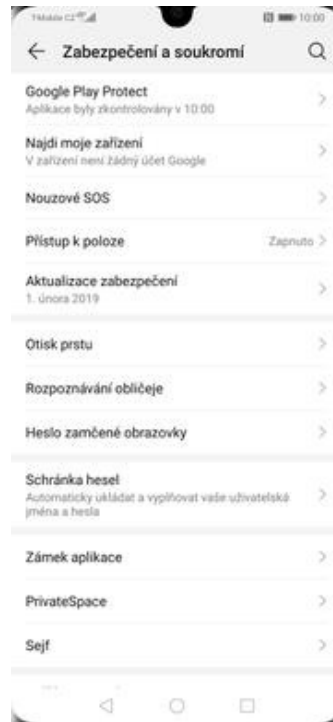 T-Mobile CZ 10:00
Zabezpečení a soukromí
Google Play Protect
Aplikace byly zkontrolovány v 10:00
Najdi moje zařízení
V zařízení není žádný účet Google
Nouzové SOS
Přístup k poloze Zapnuto
Aktualizace zabezpečení
1. února 2019
Otisk prstu
Rozpoznávání obličeje
Heslo zamčené obrazovky
Schránka hesel
Automaticky ukládat a vyplňovat vaše uživatelská
jména a hesla
Zámek aplikace
PrivateSpace
Sejf